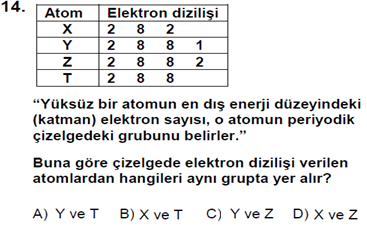 14.
Atom Elektron dizilişi
X 2 8 2
Y 2 8 8 1
Z 2 8 8 2
T 2 8 8
“Yüksüz bir atomun en dış enerji düzeyindeki
(katman) elektron sayısı, o atomun periyodik
çizelgedeki grubunu belirler.”
Buna göre çizelgede elektron dizilişi verilen
atomlardan hangileri aynı grupta yer alır?
A) Y ve T B) X ve T C) Y ve Z D) X ve Z